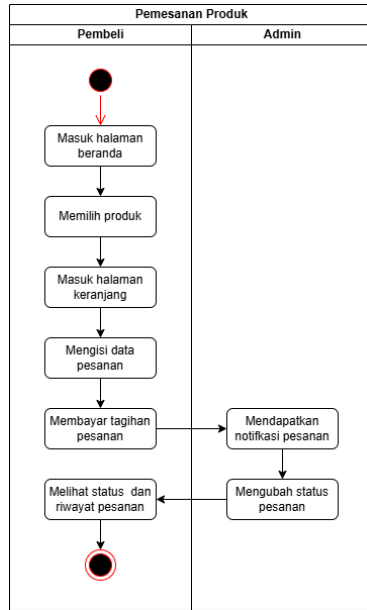 Pemesanan Produk
Pembeli
Admin
Masuk halaman
beranda
Memilih produk
Masuk halaman
keranjang
Mengisi data
pesanan
Membayar tagihan
pesanan
Mendapatkan
notifkasi pesanan
Melihat status dan
riwayat pesanan
Mengubah status
pesanan